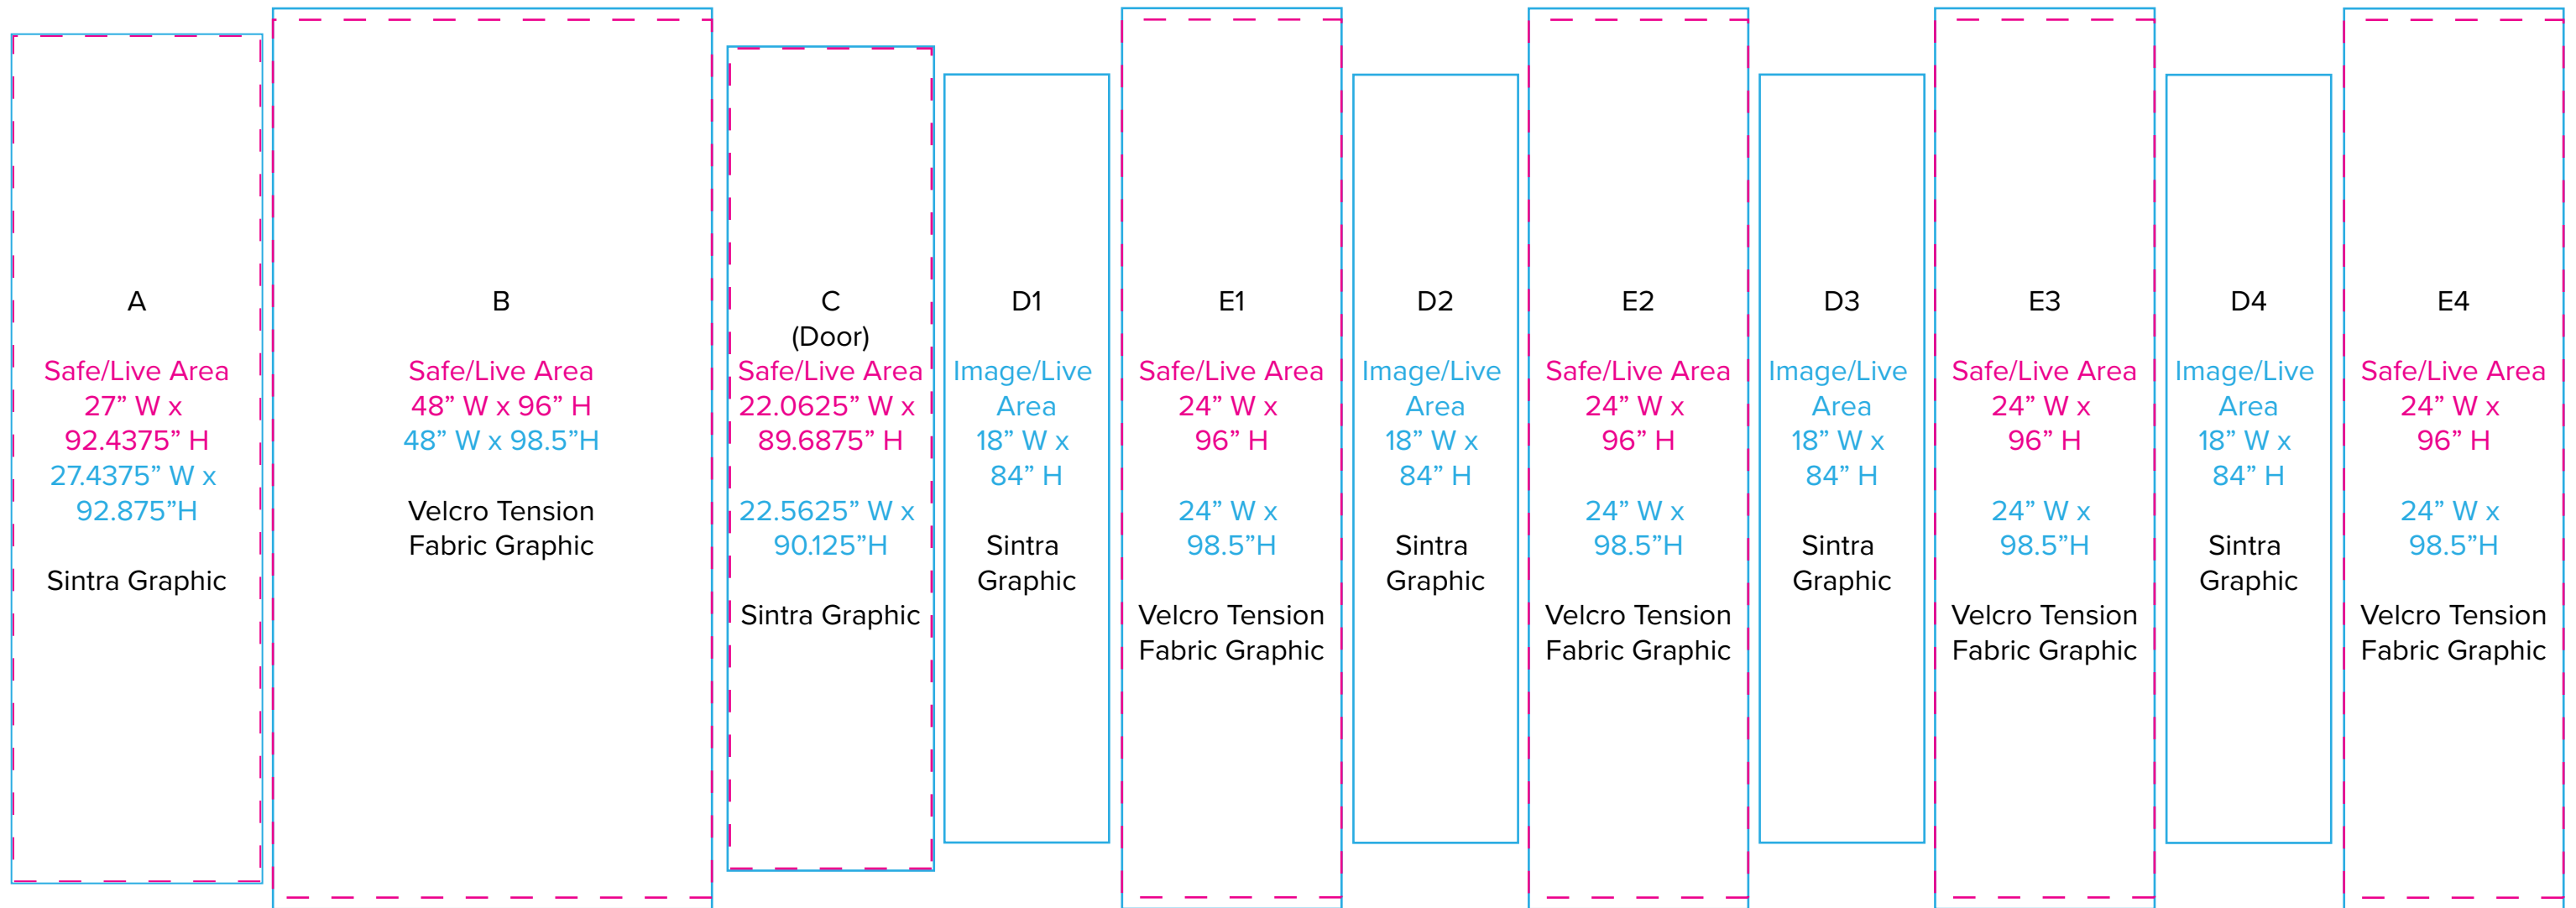 A
Safe/Live Area
27” W x
92.4375” H
27.4375” W x
92.875”H
Sintra Graphic
B
Safe/Live Area
48” W x 96” H
48” W x 98.5”H
Velcro Tension
Fabric Graphic
C
(Door)
Safe/Live Area
22.0625” W x
89.6875” H
22.5625” W x
90.125”H
Sintra Graphic
D1
Image/Live
Area
18” W x
84” H
Sintra
Graphic
E1
Safe/Live Area
24” W x
96” H
24” W x
98.5”H
Velcro Tension
Fabric Graphic
D2
Image/Live
Area
18” W x
84” H
Sintra
Graphic
E2
Safe/Live Area
24” W x
96” H
24” W x
98.5”H
Velcro Tension
Fabric Graphic
D3
Image/Live
Area
18” W x
84” H
Sintra
Graphic
E3
Safe/Live Area
24” W x
96” H
24” W x
98.5”H
Velcro Tension
Fabric Graphic
D4
Image/Live
Area
18” W x
84” H
Sintra
Graphic
E4
Safe/Live Area
24” W x
96” H
24” W x
98.5”H
Velcro Tension
Fabric Graphic